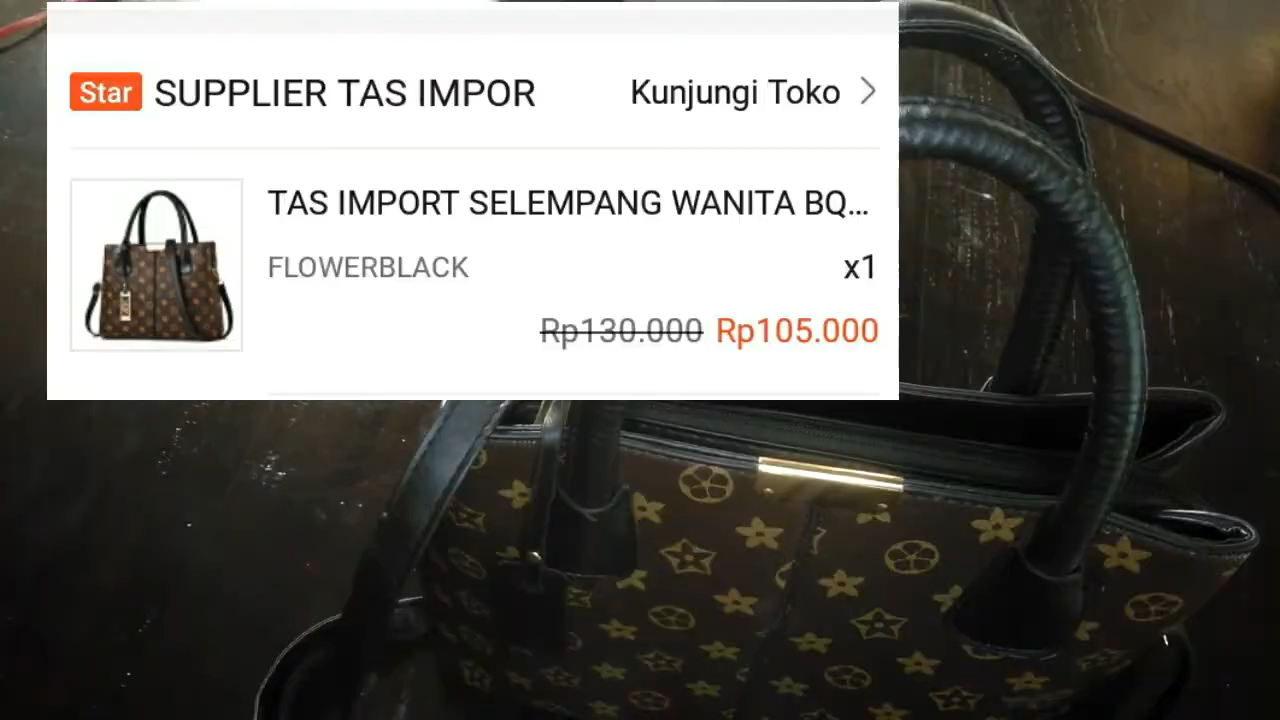 Star SUPPLIER TAS IMPOR Kunjungi Toko
TAS IMPORT SELEMPANG WANITA BQ...
FLOWERBLACK x1
Rp130.000 Rp105.000